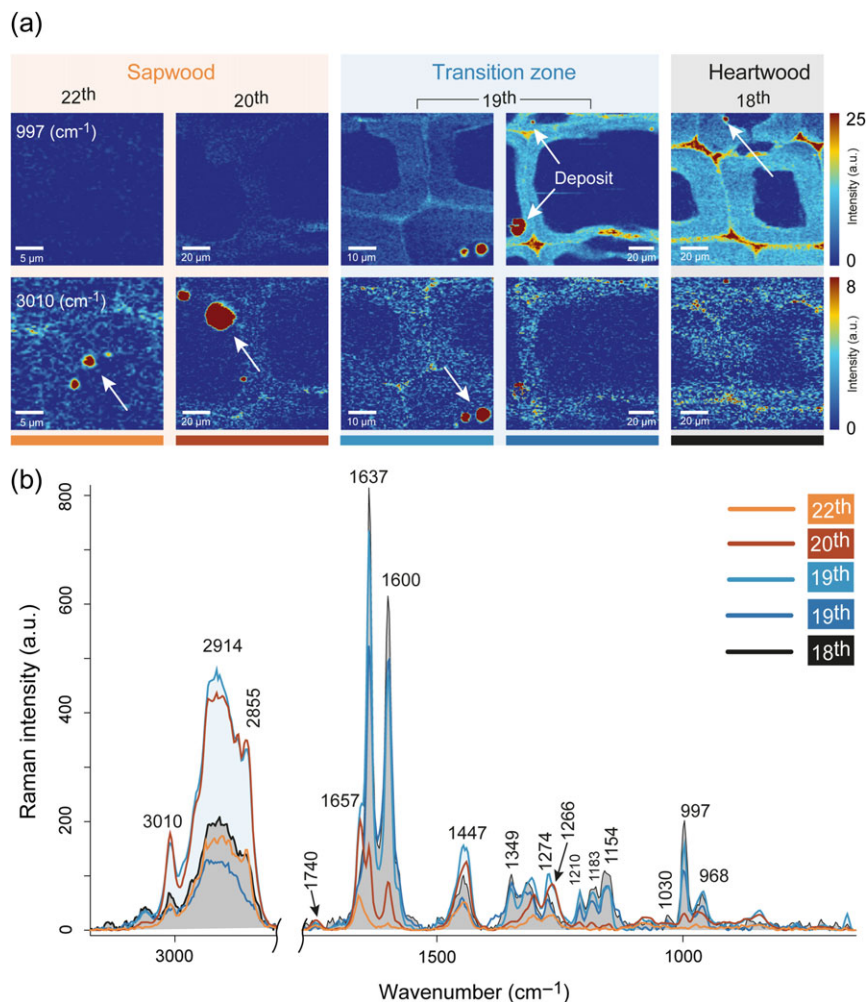 (a)
Sapwood
Transition zone
Heartwood
22th
20th
19th
18th
997 (cm⁻¹)
Deposit
5 µm
20 µm
10 µm
20 µm
20 µm
25
Intensity (a.u.)
0
3010 (cm⁻¹)
5 µm
20 µm
10 µm
20 µm
20 µm
8
Intensity (a.u.)
0
(b)
800
600
400
200
0
Raman intensity (a.u.)
3010
2914
2855
1740
1657
1637
1600
1447
1349
1274
1266
1210
1183
1154
1030
997
968
22th
20th
19th
19th
18th
3000
1500
1000
Wavenumber (cm⁻¹)